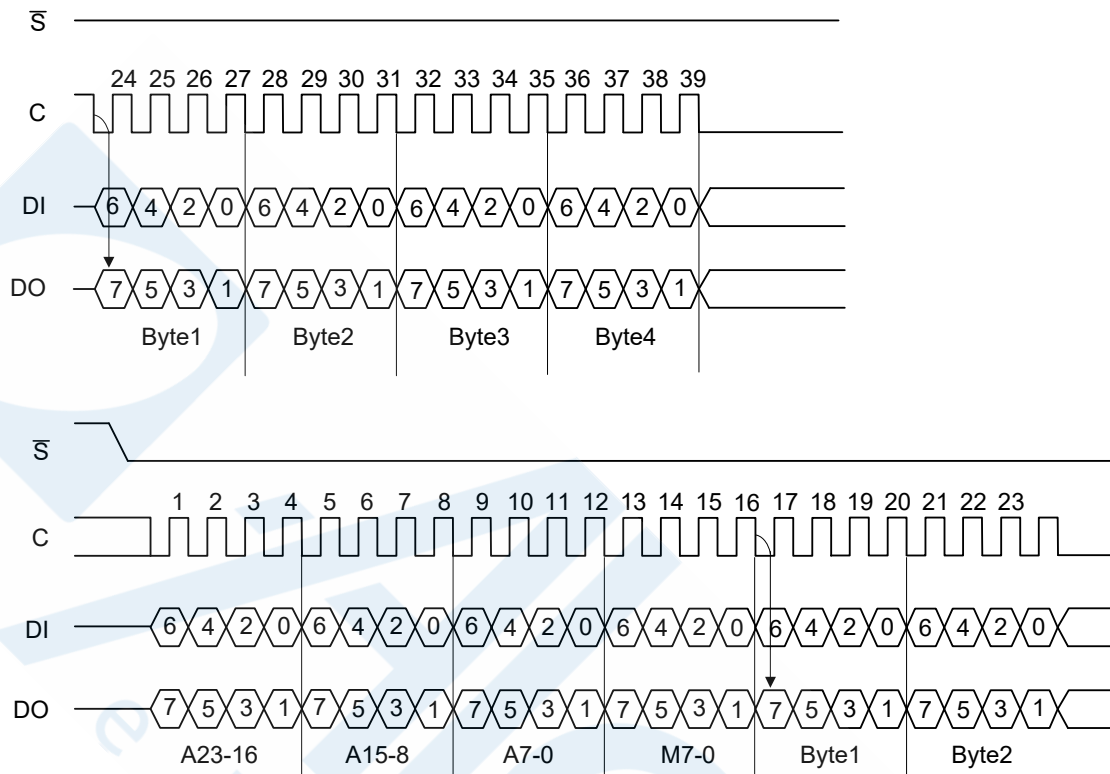 S̅
24 25 26 27 28 29 30 31 32 33 34 35 36 37 38 39
C
DI 6 4 2 0 6 4 2 0 6 4 2 0 6 4 2 0
DO 7 5 3 1 7 5 3 1 7 5 3 1 7 5 3 1
Byte1 Byte2 Byte3 Byte4
S̅
1 2 3 4 5 6 7 8 9 10 11 12 13 14 15 16 17 18 19 20 21 22 23
C
DI 6 4 2 0 6 4 2 0 6 4 2 0 6 4 2 0 6 4 2 0 6 4 2 0
DO 7 5 3 1 7 5 3 1 7 5 3 1 7 5 3 1 7 5 3 1 7 5 3 1
A23-16 A15-8 A7-0 M7-0 Byte1 Byte2